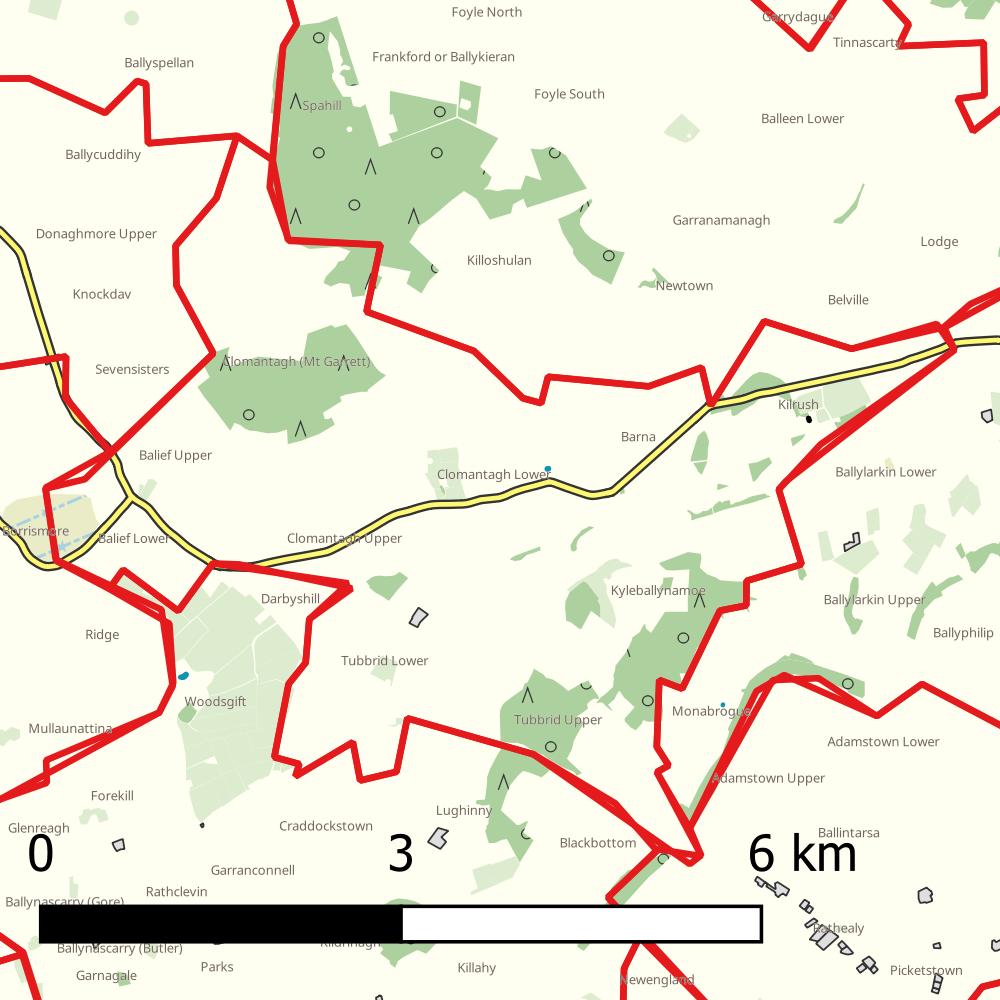 Foyle North
Garrydague
Tinnascarty
Frankford or Ballykieran
Ballyspellan
Foyle South
Spahill
Balleen Lower
Ballycuddihy
Garranamanagh
Donaghmore Upper
Lodge
Killoshulan
Newtown
Knockdav
Belville
Clomantagh (Mt Garrett)
Sevensisters
Kilrush
Barna
Balief Upper
Clomantagh Lower
Ballylarkin Lower
Borrismore
Balief Lower
Clomantagh Upper
Kyleballynamoe
Darbyshill
Ballylarkin Upper
Ridge
Ballyphilip
Tubbrid Lower
Woodsgift
Monabrogue
Tubbrid Upper
Mullaunattina
Adamstown Lower
Adamstown Upper
Forekill
Lughinny
Glenreagh
Craddockstown
Ballintarsa
Blackbottom
0 3 6 km
Garranconnell
Rathclevin
Ballynascarry (Gore)
Rathealy
Ballynascarry (Butler)
Parks
Killahy
Picketstown
Garnagale
Newengland